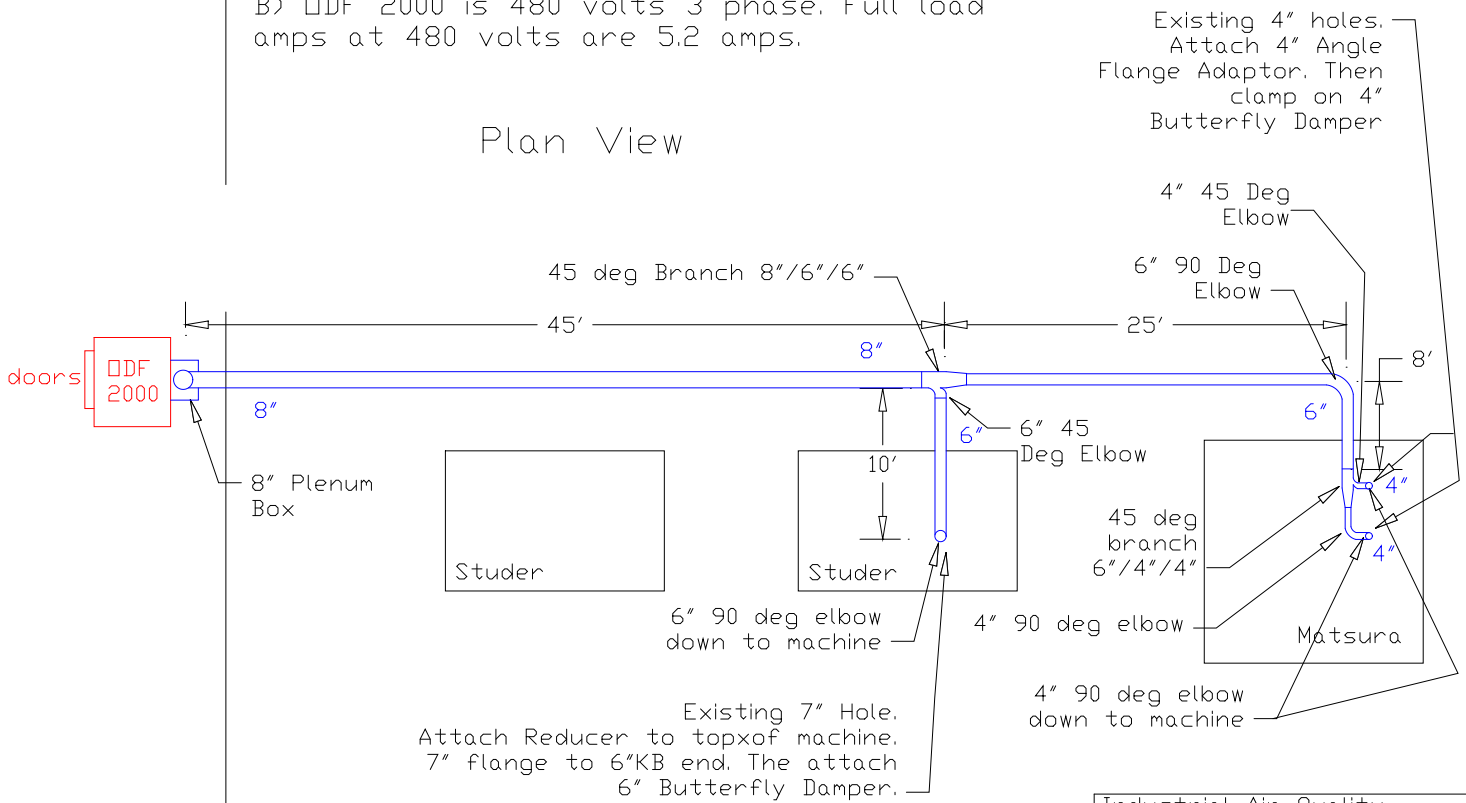 B) ODF 2000 is 480 volts 3 phase. Full load
amps at 480 volts are 5.2 amps.
Existing 4" holes.
Attach 4" Angle
Flange Adaptor. Then
clamp on 4"
Butterfly Damper
Plan View
4" 45 Deg
Elbow
45 deg Branch 8"/6"/6"
6" 90 Deg
Elbow
45'
25'
8"
8'
doors
ODF
2000
8"
6"
6"
6" 45
Deg Elbow
10'
8" Plenum
Box
4"
45 deg
branch
6"/4"/4"
4"
Studer
Studer
6" 90 deg elbow
down to machine
4" 90 deg elbow
Matsura
4" 90 deg elbow
down to machine
Existing 7" Hole.
Attach Reducer to topxof machine.
7" flange to 6"KB end. The attach
6" Butterfly Damper.
Industrial Air Quality